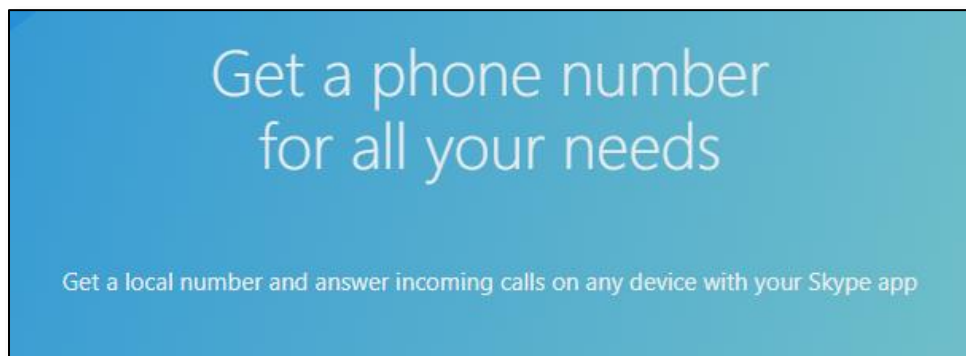 Get a phone number
for all your needs
Get a local number and answer incoming calls on any device with your Skype app